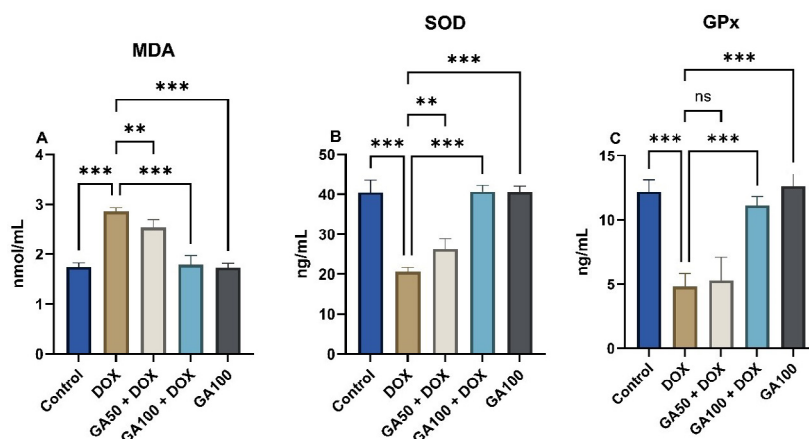 MDA
A
***
**
***
***
nmol/mL
4
3
2
1
0
Control
DOX
GA50 + DOX
GA100 + DOX
GA100
SOD
B
***
**
***
***
ng/mL
50
40
30
20
10
0
Control
DOX
GA50 + DOX
GA100 + DOX
GA100
GPx
C
***
ns
***
***
ng/mL
15
10
5
0
Control
DOX
GA50 + DOX
GA100 + DOX
GA100